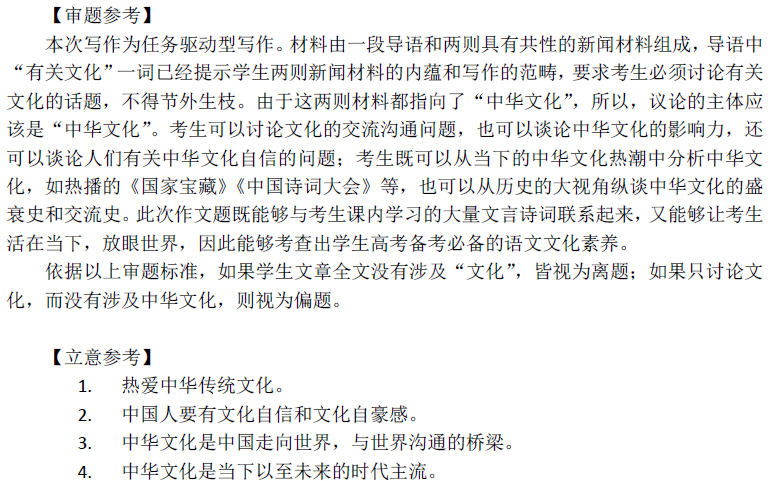 【审题参考】
本次写作为任务驱动型写作。材料由一段导语和两则具有共性的新闻材料组成，导语中
“有关文化”一词已经提示学生两则新闻材料的内蕴和写作的范畴，要求考生必须讨论有关
文化的话题，不得节外生枝。由于这两则材料都指向了“中华文化”，所以，议论的主体应
该是“中华文化”。考生可以讨论文化的交流沟通问题，也可以谈论中华文化的影响力，还
可以谈论人们有关中华文化自信的问题；考生既可以从当下的中华文化热潮中分析中华文
化，如热播的《国家宝藏》《中国诗词大会》等，也可以从历史的大视角纵谈中华文化的盛
衰史和交流史。此次作文题既能够与考生课内学习的大量文言诗词联系起来，又能够让考生
活在当下，放眼世界，因此能够考查出学生高考备考必备的语文文化素养。
依据以上审题标准，如果学生文章全文没有涉及“文化”，皆视为离题；如果只讨论文
化，而没有涉及中华文化，则视为偏题。
【立意参考】
1. 热爱中华传统文化。
2. 中国人要有文化自信和文化自豪感。
3. 中华文化是中国走向世界，与世界沟通的桥梁。
4. 中华文化是当下以至未来的时代主流。